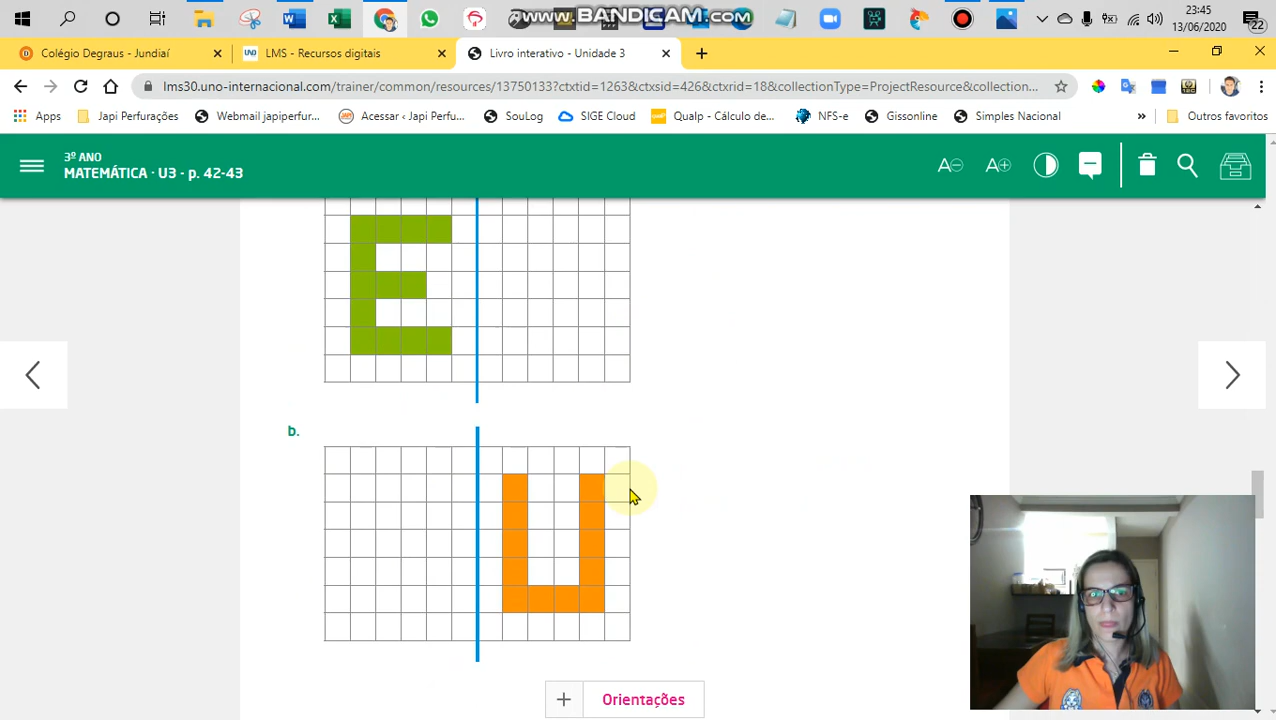 www.BANDICAM.com
23:45
13/06/2020
22
Colégio Degraus - Jundiaí
LMS - Recursos digitais
Livro interativo - Unidade 3
lms30.uno-internacional.com/trainer/commcn/resources/13750133?ctxtid=1263&ctxsid=426&ctxrid=18&collectionType=ProjectResource&collection...
Apps
Japi Perfurações
Webmail japiperfur...
Acessar ‹ Japi Perfu...
SouLog
SIGE Cloud
Qualp - Cálculo de...
NFS-e
Gissonline
Simples Nacional
»
Outros favoritos
3º ANO
MATEMÁTICA · U3 - p. 42-43
A-
A+
b.
+ Orientações